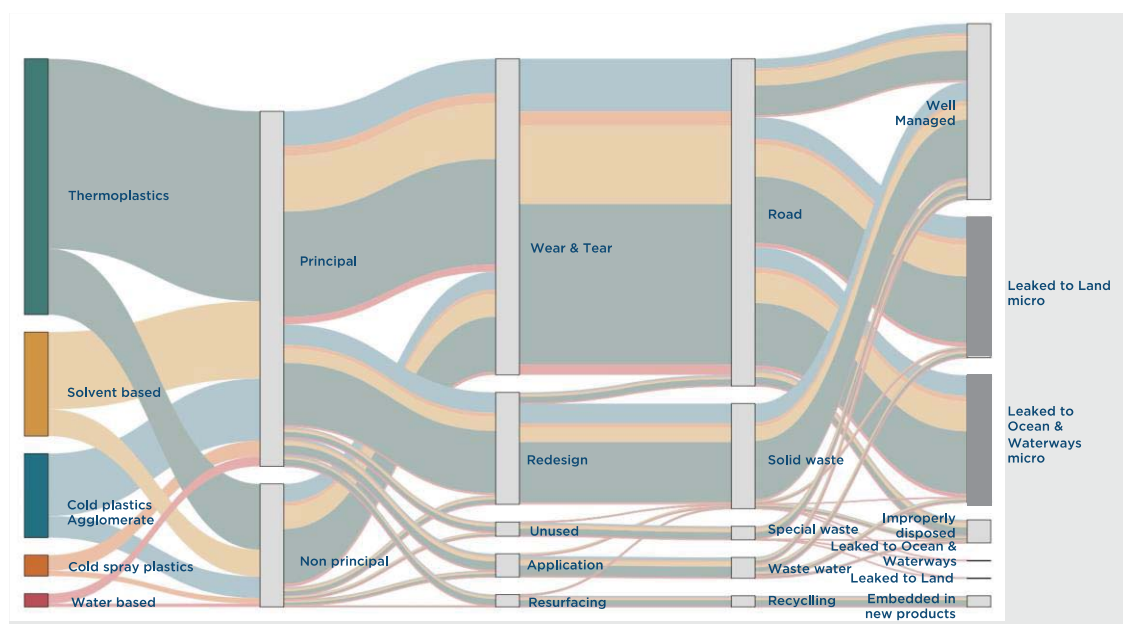 Thermoplastics
Solvent based
Cold plastics
Agglomerate
Cold spray plastics
Water based
Principal
Non principal
Wear & Tear
Redesign
Unused
Application
Resurfacing
Road
Solid waste
Special waste
Waste water
Recyclling
Well
Managed
Leaked to Land
micro
Leaked to
Ocean &
Waterways
micro
Improperly
disposed
Leaked to Ocean &
Waterways
Leaked to Land
Embedded in
new products